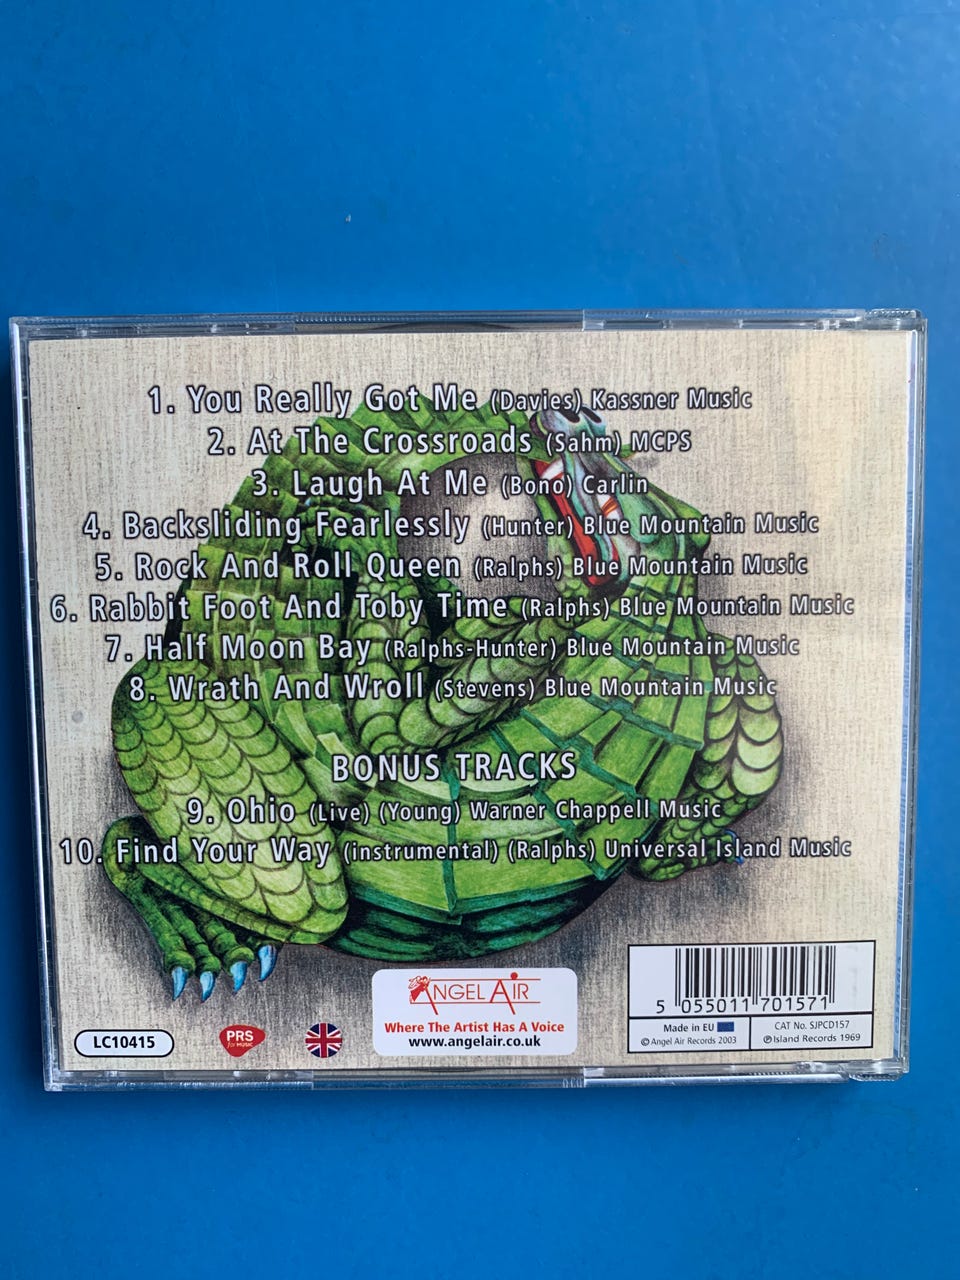 1. You Really Got Me (Davies) Kassner Music
2. At The Crossroads (Sahm) MCPS
3. Laugh At Me (Bono) Carlin
4. Backsliding Fearlessly (Hunter) Blue Mountain Music
5. Rock And Roll Queen (Ralphs) Blue Mountain Music
6. Rabbit Foot And Toby Time (Ralphs) Blue Mountain Music
7. Half Moon Bay (Ralphs-Hunter) Blue Mountain Music
8. Wrath And Wroll (Stevens) Blue Mountain Music
BONUS TRACKS
9. Ohio (Live) (Young) Warner Chappell Music
10. Find Your Way (instrumental) (Ralphs) Universal Island Music
LC10415
PRS
for MUSIC
ANGEL AIR
Where The Artist Has A Voice
www.angelair.co.uk
5 055011 701571
Made in EU
© Angel Air Records 2003
CAT No. SJPCD157
℗ Island Records 1969